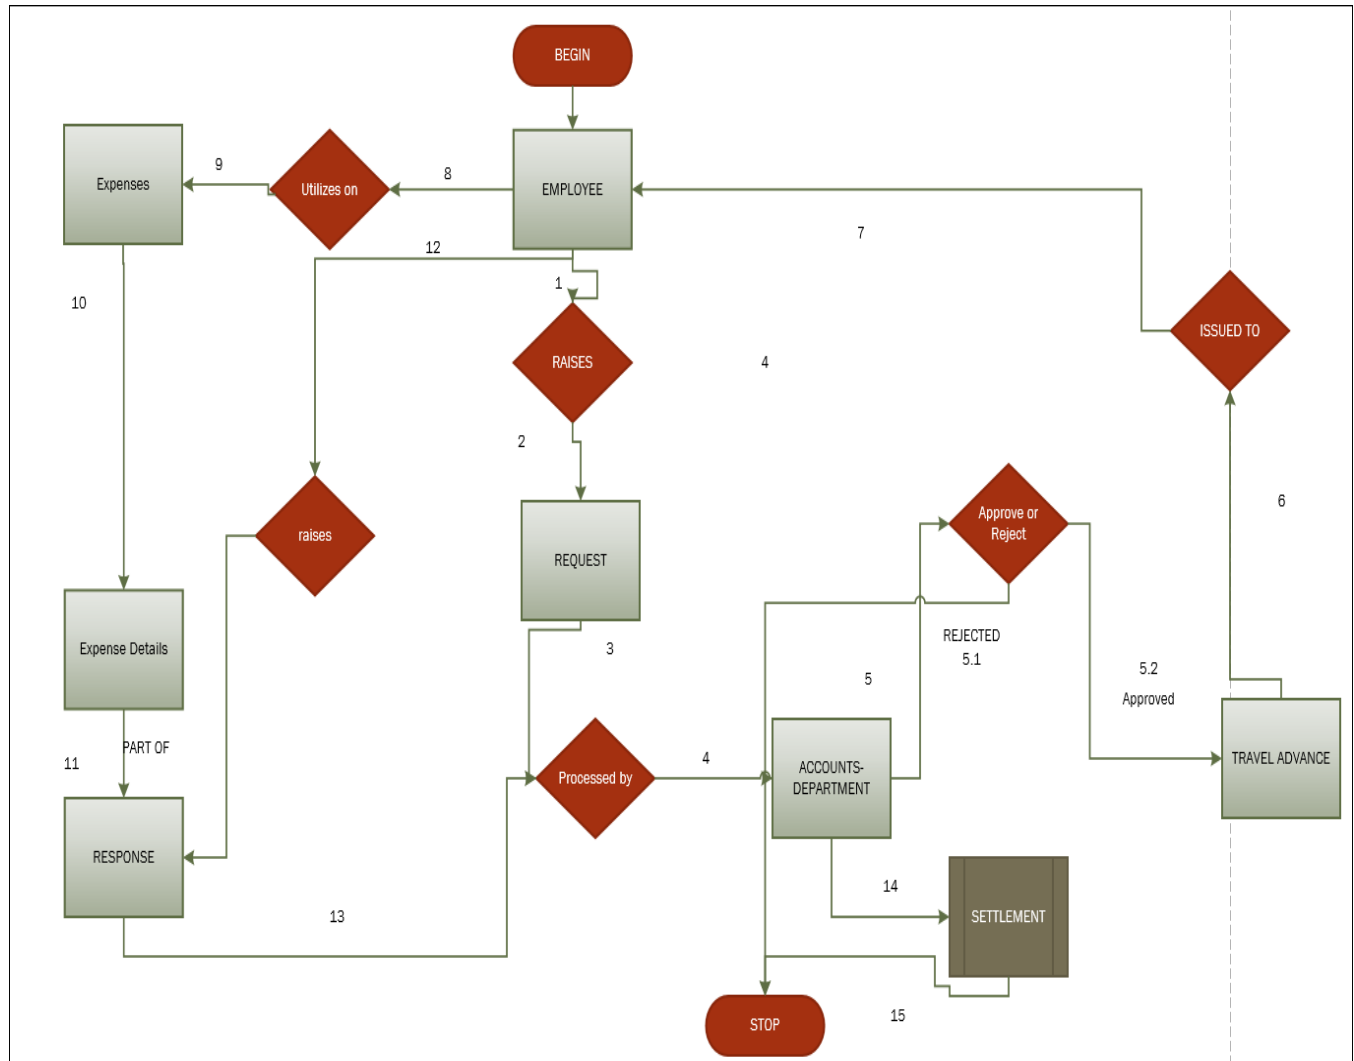 BEGIN
Expenses
9
Utilizes on
8
EMPLOYEE
7
12
10
1
ISSUED TO
RAISES
4
2
6
Approve or
Reject
raises
REQUEST
REJECTED
5.1
3
Expense Details
5
5.2
Approved
PART OF
11
4
Processed by
ACCOUNTS-
DEPARTMENT
TRAVEL ADVANCE
RESPONSE
14
13
SETTLEMENT
15
STOP